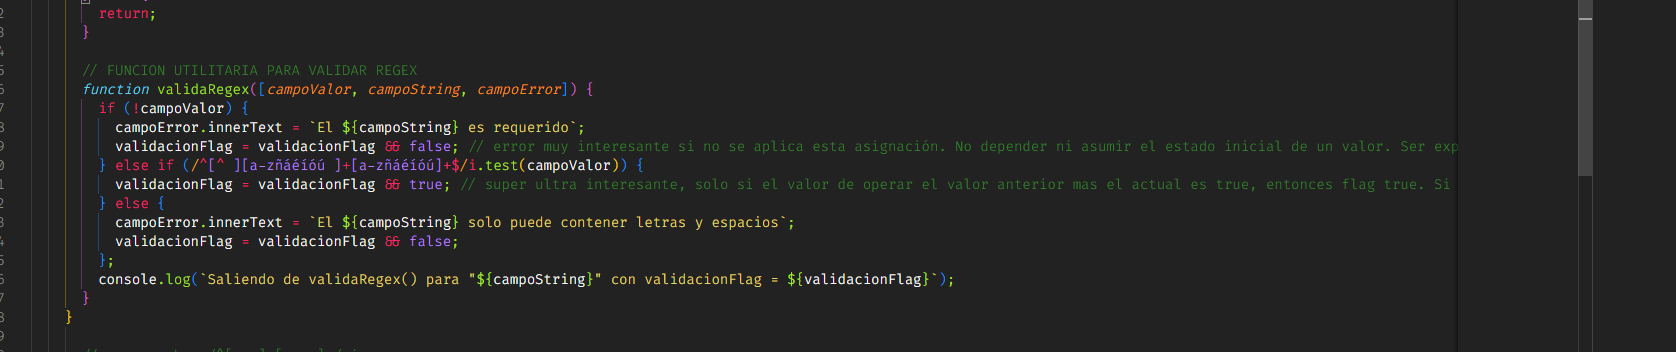 return;
}
// FUNCION UTILITARIA PARA VALIDAR REGEX
function validaRegex([campoValor, campoString, campoError]) {
if (!campoValor) {
campoError.innerText = `El ${campoString} es requerido`;
validacionFlag = validacionFlag && false; // error muy interesante si no se aplica esta asignación. No depender ni asumir el estado inicial de un valor. Ser exp
} else if (/^[^ ][a-zñáéíóú ]+[a-zñáéíóú]+$/i.test(campoValor)) {
validacionFlag = validacionFlag && true; // super ultra interesante, solo si el valor de operar el valor anterior mas el actual es true, entonces flag true. Si
} else {
campoError.innerText = `El ${campoString} solo puede contener letras y espacios`;
validacionFlag = validacionFlag && false;
};
console.log(`Saliendo de validaRegex() para "${campoString}" con validacionFlag = ${validacionFlag}`);
}
}